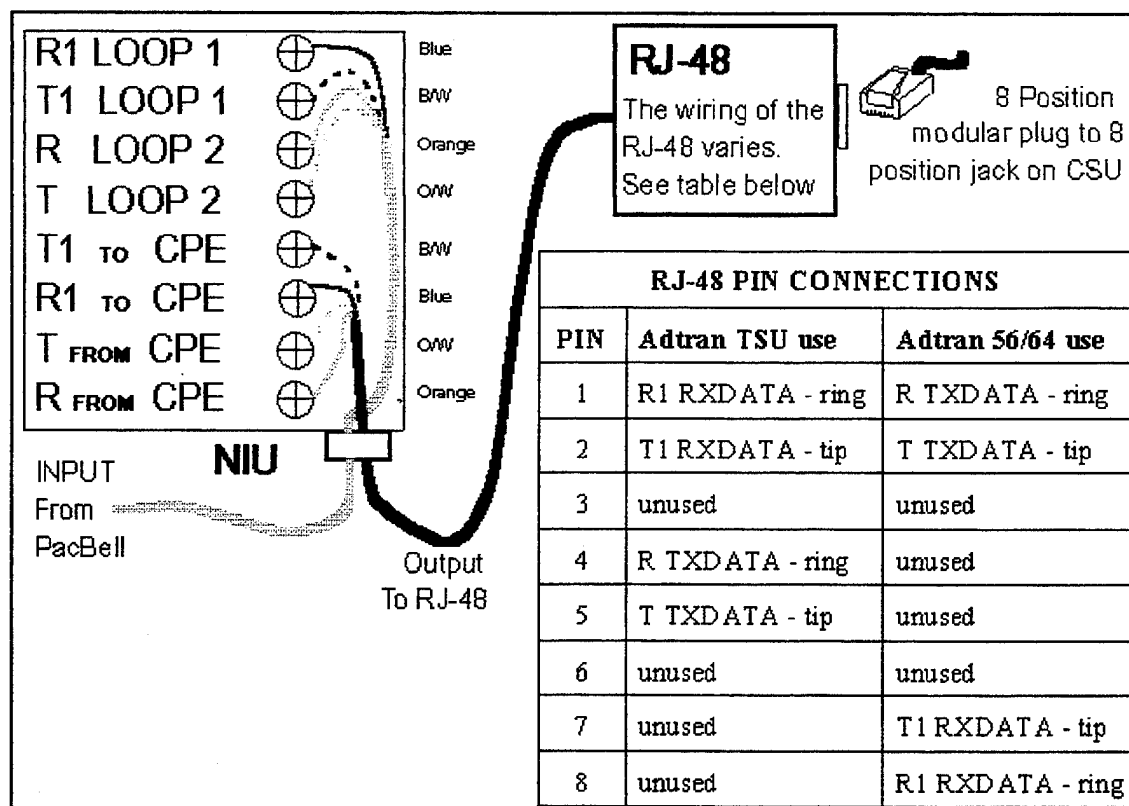 R1 LOOP 1 Blue
T1 LOOP 1 B/W
R LOOP 2 Orange
T LOOP 2 O/W
T1 TO CPE B/W
R1 TO CPE Blue
T FROM CPE O/W
R FROM CPE Orange
NIU
INPUT
From
PacBell
Output
To RJ-48
RJ-48
The wiring of the
RJ-48 varies.
See table below
8 Position
modular plug to 8
position jack on CSU
RJ-48 PIN CONNECTIONS
PIN Adtran TSU use Adtran 56/64 use
1 R1 RXDATA - ring R TXDATA - ring
2 T1 RXDATA - tip T TXDATA - tip
3 unused unused
4 R TXDATA - ring unused
5 T TXDATA - tip unused
6 unused unused
7 unused T1 RXDATA - tip
8 unused R1 RXDATA - ring